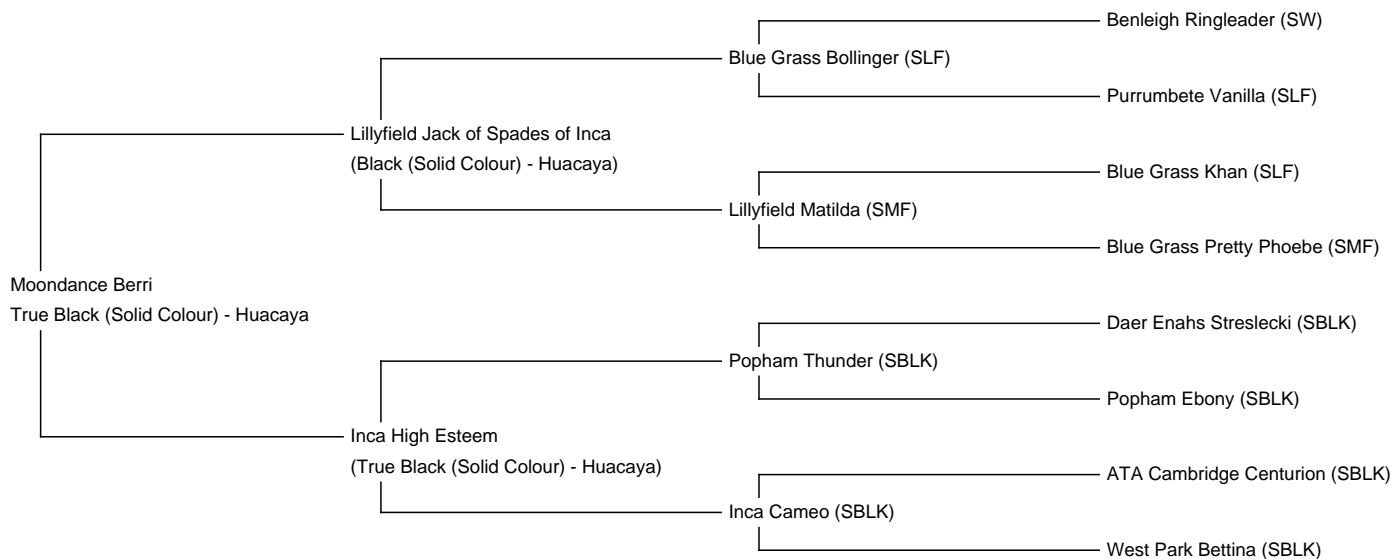 Benleigh Ringleader (SW)
Blue Grass Bollinger (SLF)
Purrumbete Vanilla (SLF)
Lillyfield Jack of Spades of Inca
(Black (Solid Colour) - Huacaya)
Blue Grass Khan (SLF)
Lillyfield Matilda (SMF)
Blue Grass Pretty Phoebe (SMF)
Moondance Berri
True Black (Solid Colour) - Huacaya
Daer Enahs Streslecki (SBLK)
Popham Thunder (SBLK)
Popham Ebony (SBLK)
Inca High Esteem
(True Black (Solid Colour) - Huacaya)
ATA Cambridge Centurion (SBLK)
Inca Cameo (SBLK)
West Park Bettina (SBLK)